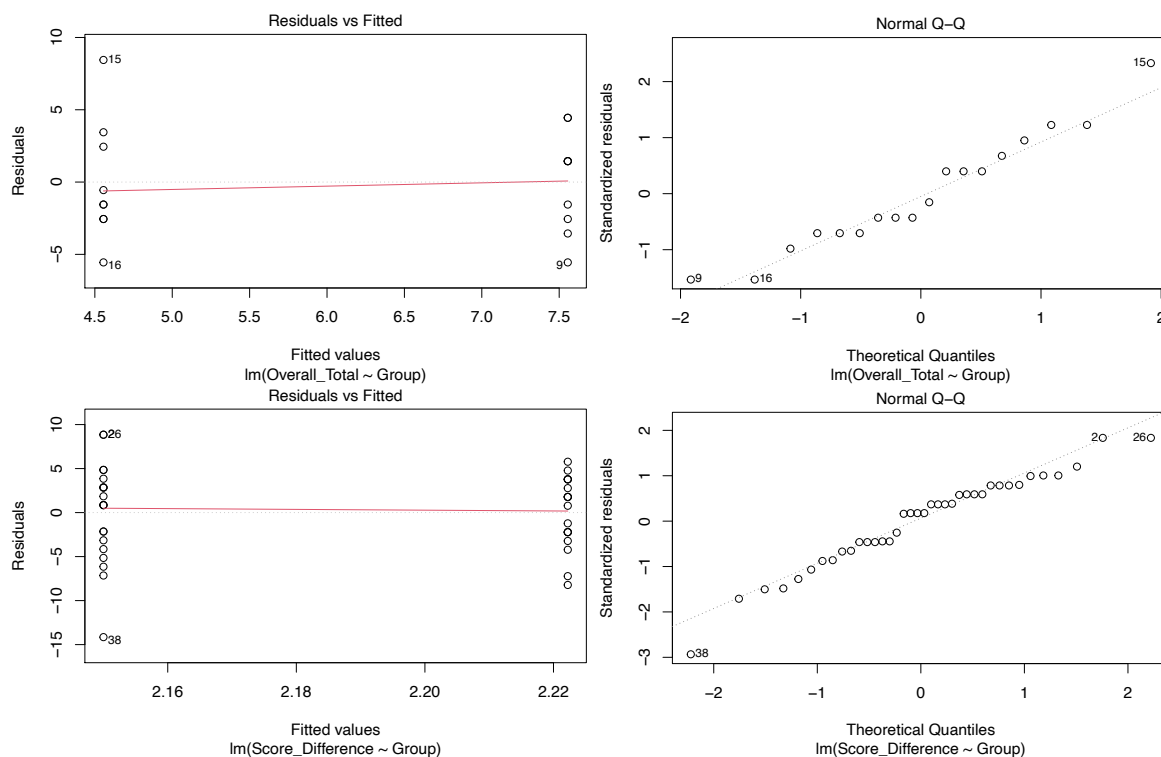 Residuals vs Fitted
Residuals
10
5
0
−5
15
16
9
4.5 5.0 5.5 6.0 6.5 7.0 7.5
Fitted values
lm(Overall_Total ~ Group)
Normal Q−Q
Standardized residuals
2
1
0
−1
15
9
16
−2 −1 0 1 2
Theoretical Quantiles
lm(Overall_Total ~ Group)
Residuals vs Fitted
Residuals
10
5
0
−5
−10
−15
26
38
2.16 2.18 2.20 2.22
Fitted values
lm(Score_Difference ~ Group)
Normal Q−Q
Standardized residuals
2
1
0
−1
−2
−3
2
26
38
−2 −1 0 1 2
Theoretical Quantiles
lm(Score_Difference ~ Group)